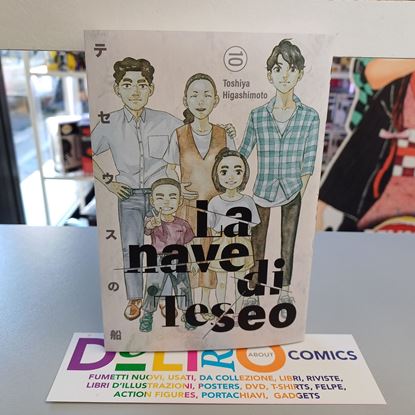 テセウスの船
10
Toshiya
Higashimoto
La
nave
di
Teseo
DeLiRiO ABOUT COMICS
FUMETTI NUOVI, USATI, DA COLLEZIONE, LIBRI, RIVISTE,
LIBRI D'ILLUSTRAZIONI, POSTERS, DVD, T-SHIRTS, FELPE,
ACTION FIGURES, PORTACHIAVI, GADGETS